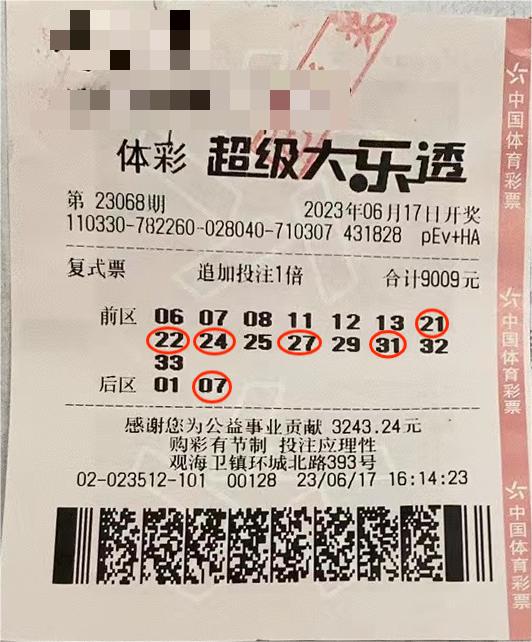 体彩 超级大乐透
第 23068期 2023年06月17日开奖
110330-782260-028040-710307 431828 pEv+HA
复式票 追加投注1倍 合计9009元
前区 06 07 08 11 12 13 21
22 24 25 27 29 31 32
33
后区 01 07
感谢您为公益事业贡献 3243.24元
购彩有节制 投注应理性
观海卫镇环城北路393号
02-023512-101 00128 23/06/17 16:14:23
中国体育彩票
中国体育彩票
中国体育彩票